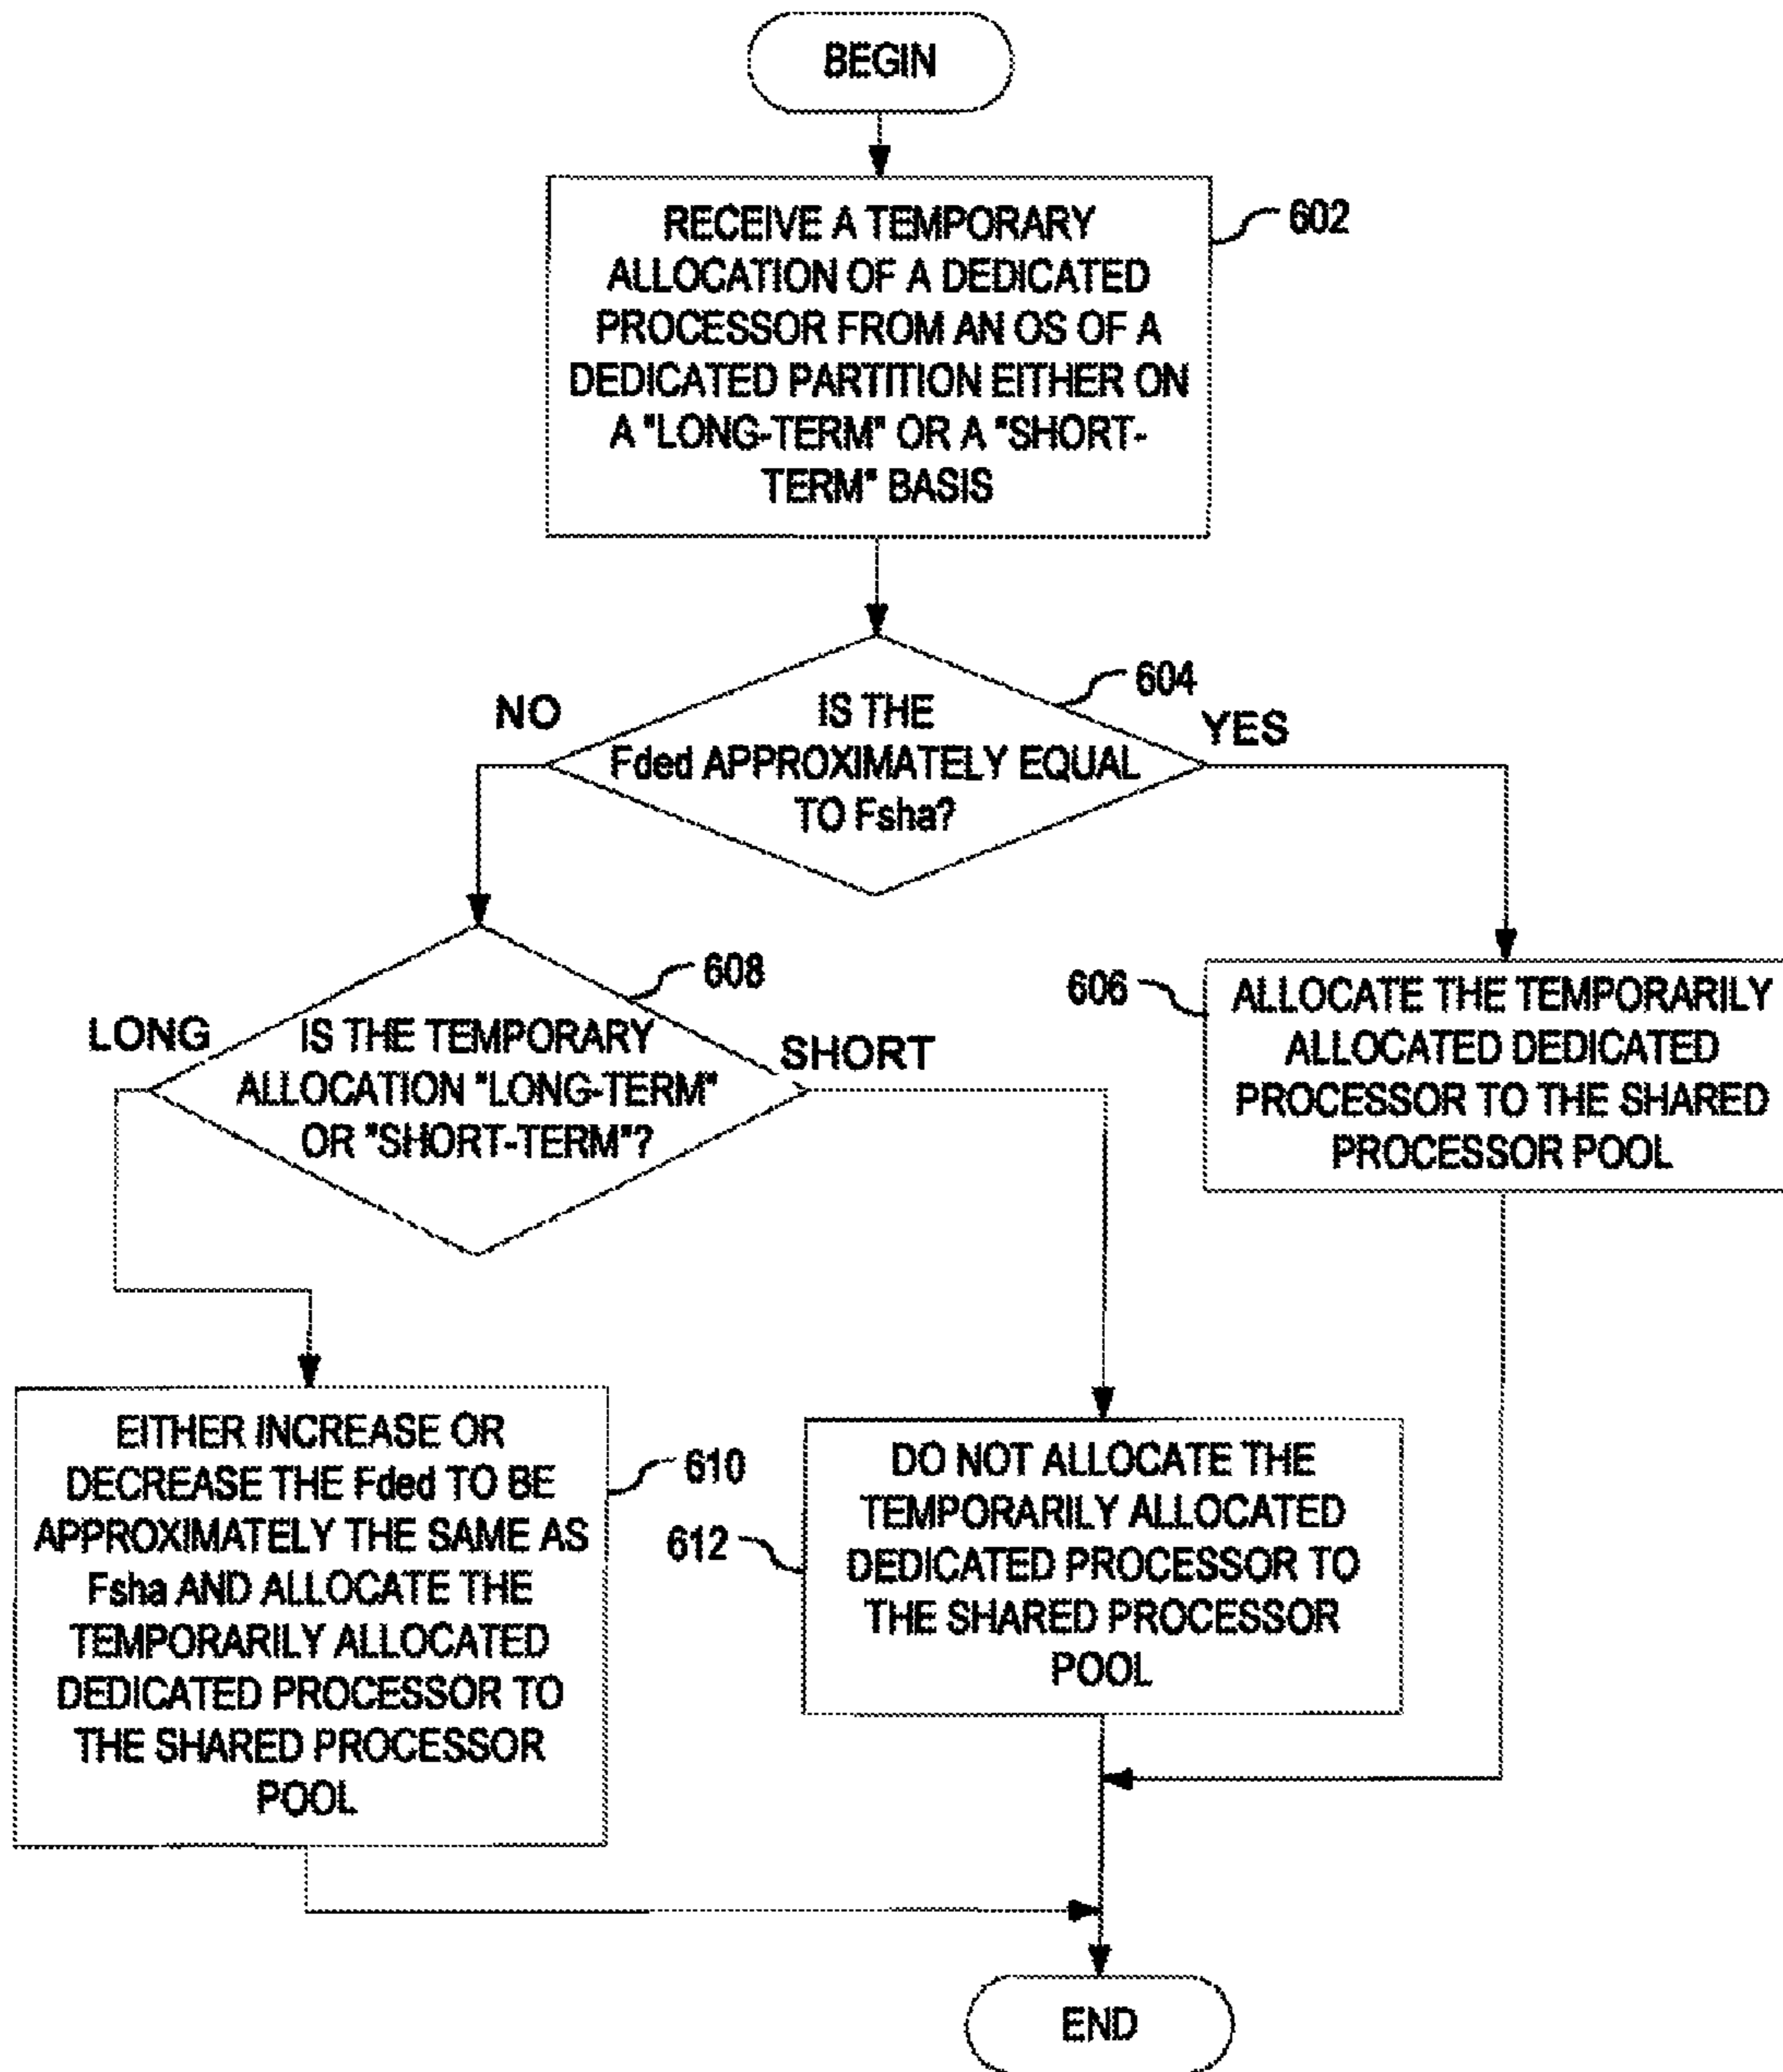 BEGIN
RECEIVE A TEMPORARY
ALLOCATION OF A DEDICATED
PROCESSOR FROM AN OS OF A
DEDICATED PARTITION EITHER ON
A "LONG-TERM" OR A "SHORT-
TERM" BASIS
602
604
NO
YES
IS THE
Fded APPROXIMATELY EQUAL
TO Fsha?
608
LONG
SHORT
IS THE TEMPORARY
ALLOCATION "LONG-TERM"
OR "SHORT-TERM"?
606
ALLOCATE THE TEMPORARILY
ALLOCATED DEDICATED
PROCESSOR TO THE SHARED
PROCESSOR POOL
EITHER INCREASE OR
DECREASE THE Fded TO BE
APPROXIMATELY THE SAME AS
Fsha AND ALLOCATE THE
TEMPORARILY ALLOCATED
DEDICATED PROCESSOR TO
THE SHARED PROCESSOR
POOL
610
612
DO NOT ALLOCATE THE
TEMPORARILY ALLOCATED
DEDICATED PROCESSOR TO
THE SHARED PROCESSOR
POOL
END